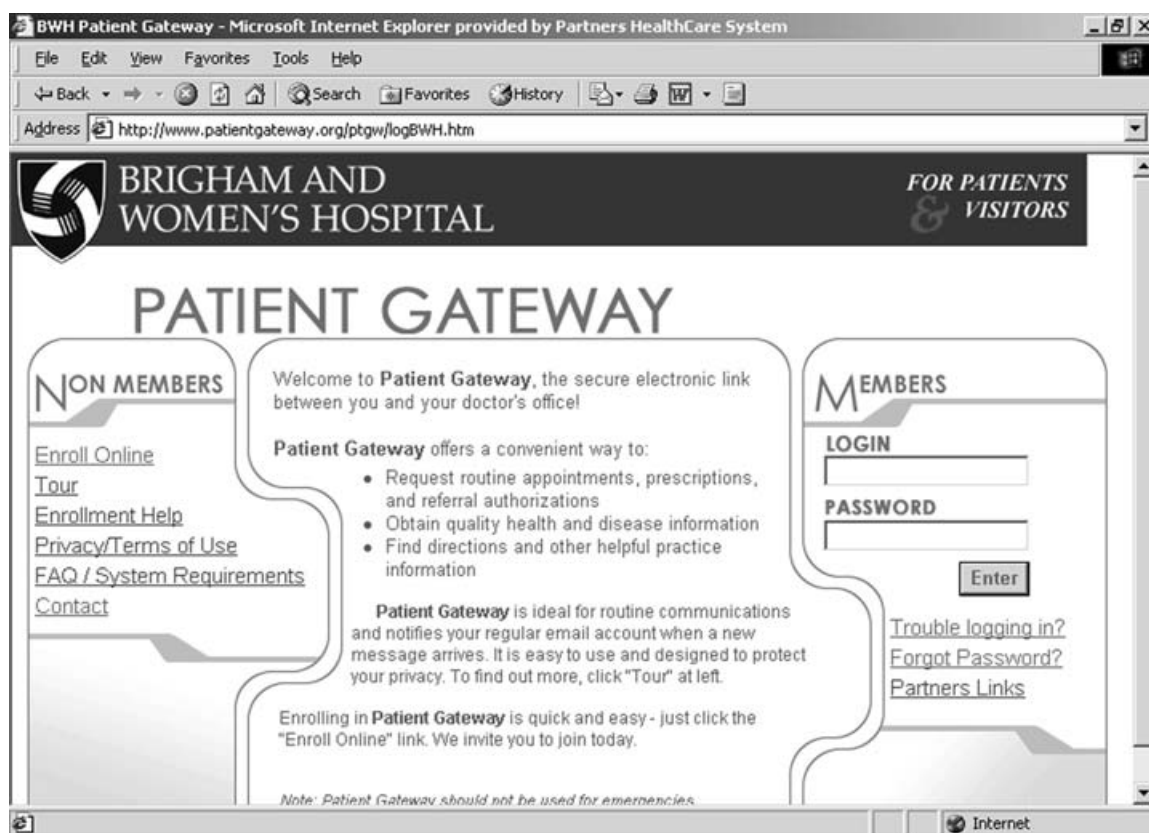 BWH Patient Gateway - Microsoft Internet Explorer provided by Partners HealthCare System
File Edit View Favorites Tools Help
Back Search Favorites History
Address http://www.patientgateway.org/ptgw/logBWH.htm
BRIGHAM AND
WOMEN'S HOSPITAL
FOR PATIENTS
& VISITORS
PATIENT GATEWAY
NON MEMBERS
Enroll Online
Tour
Enrollment Help
Privacy/Terms of Use
FAQ / System Requirements
Contact
Welcome to Patient Gateway, the secure electronic link
between you and your doctor's office!
Patient Gateway offers a convenient way to:
• Request routine appointments, prescriptions,
and referral authorizations
• Obtain quality health and disease information
• Find directions and other helpful practice
information
Patient Gateway is ideal for routine communications
and notifies your regular email account when a new
message arrives. It is easy to use and designed to protect
your privacy. To find out more, click "Tour" at left.
Enrolling in Patient Gateway is quick and easy - just click the
"Enroll Online" link. We invite you to join today.
Note: Patient Gateway should not be used for emergencies.
MEMBERS
LOGIN
PASSWORD
Enter
Trouble logging in?
Forgot Password?
Partners Links
Internet